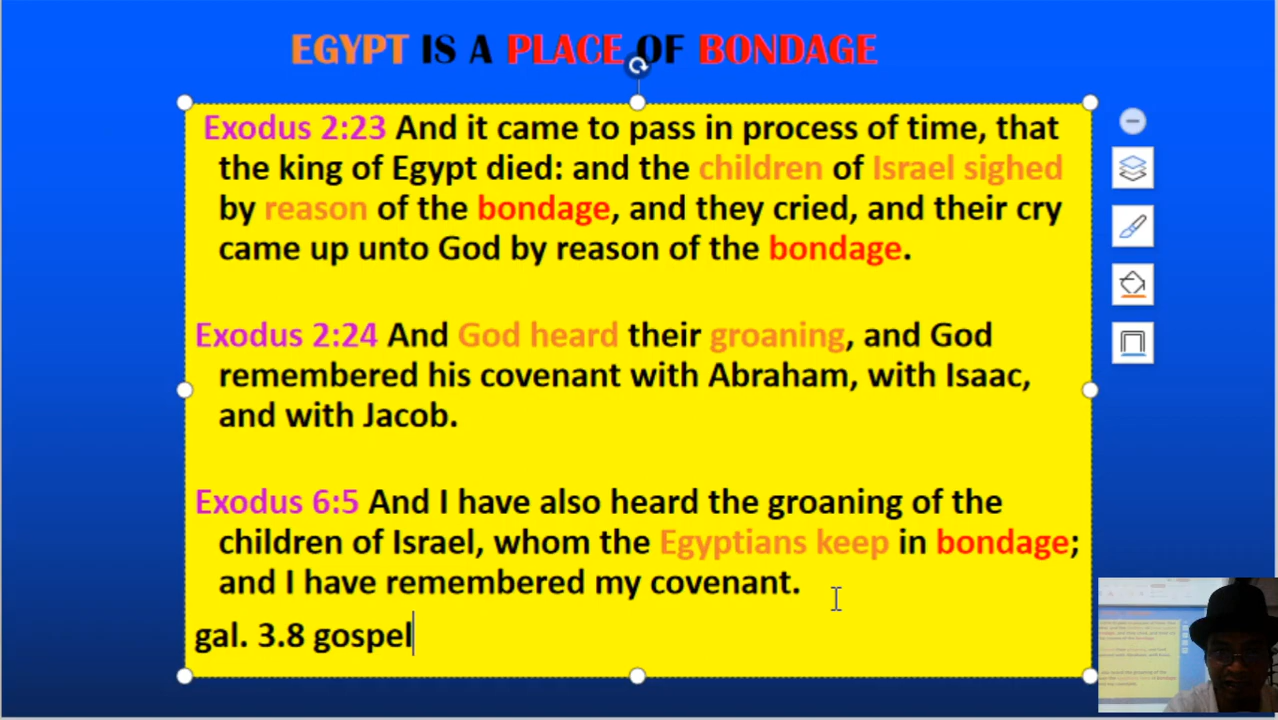 EGYPT IS A PLACE OF BONDAGE
Exodus 2:23 And it came to pass in process of time, that
the king of Egypt died: and the children of Israel sighed
by reason of the bondage, and they cried, and their cry
came up unto God by reason of the bondage.
Exodus 2:24 And God heard their groaning, and God
remembered his covenant with Abraham, with Isaac,
and with Jacob.
Exodus 6:5 And I have also heard the groaning of the
children of Israel, whom the Egyptians keep in bondage;
and I have remembered my covenant.
gal. 3.8 gospel